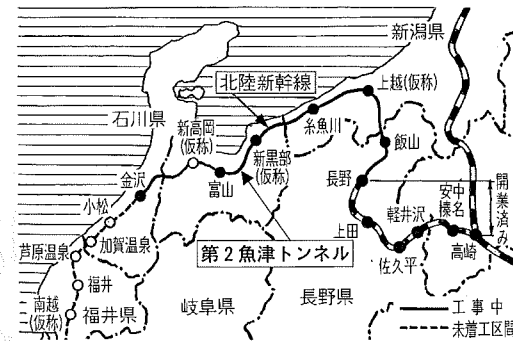 新潟県
北陸新幹線
上越(仮称)
石川県
新高岡
(仮称)
糸魚川
飯山
金沢
富山
新黒部
(仮称)
長野
安中
榛名
開業済み
小松
加賀温泉
芦原温泉
第2魚津トンネル
上田
軽井沢
高崎
佐久平
福井
南越
(仮称)
福井県
岐阜県
長野県
工事中
未着工区間